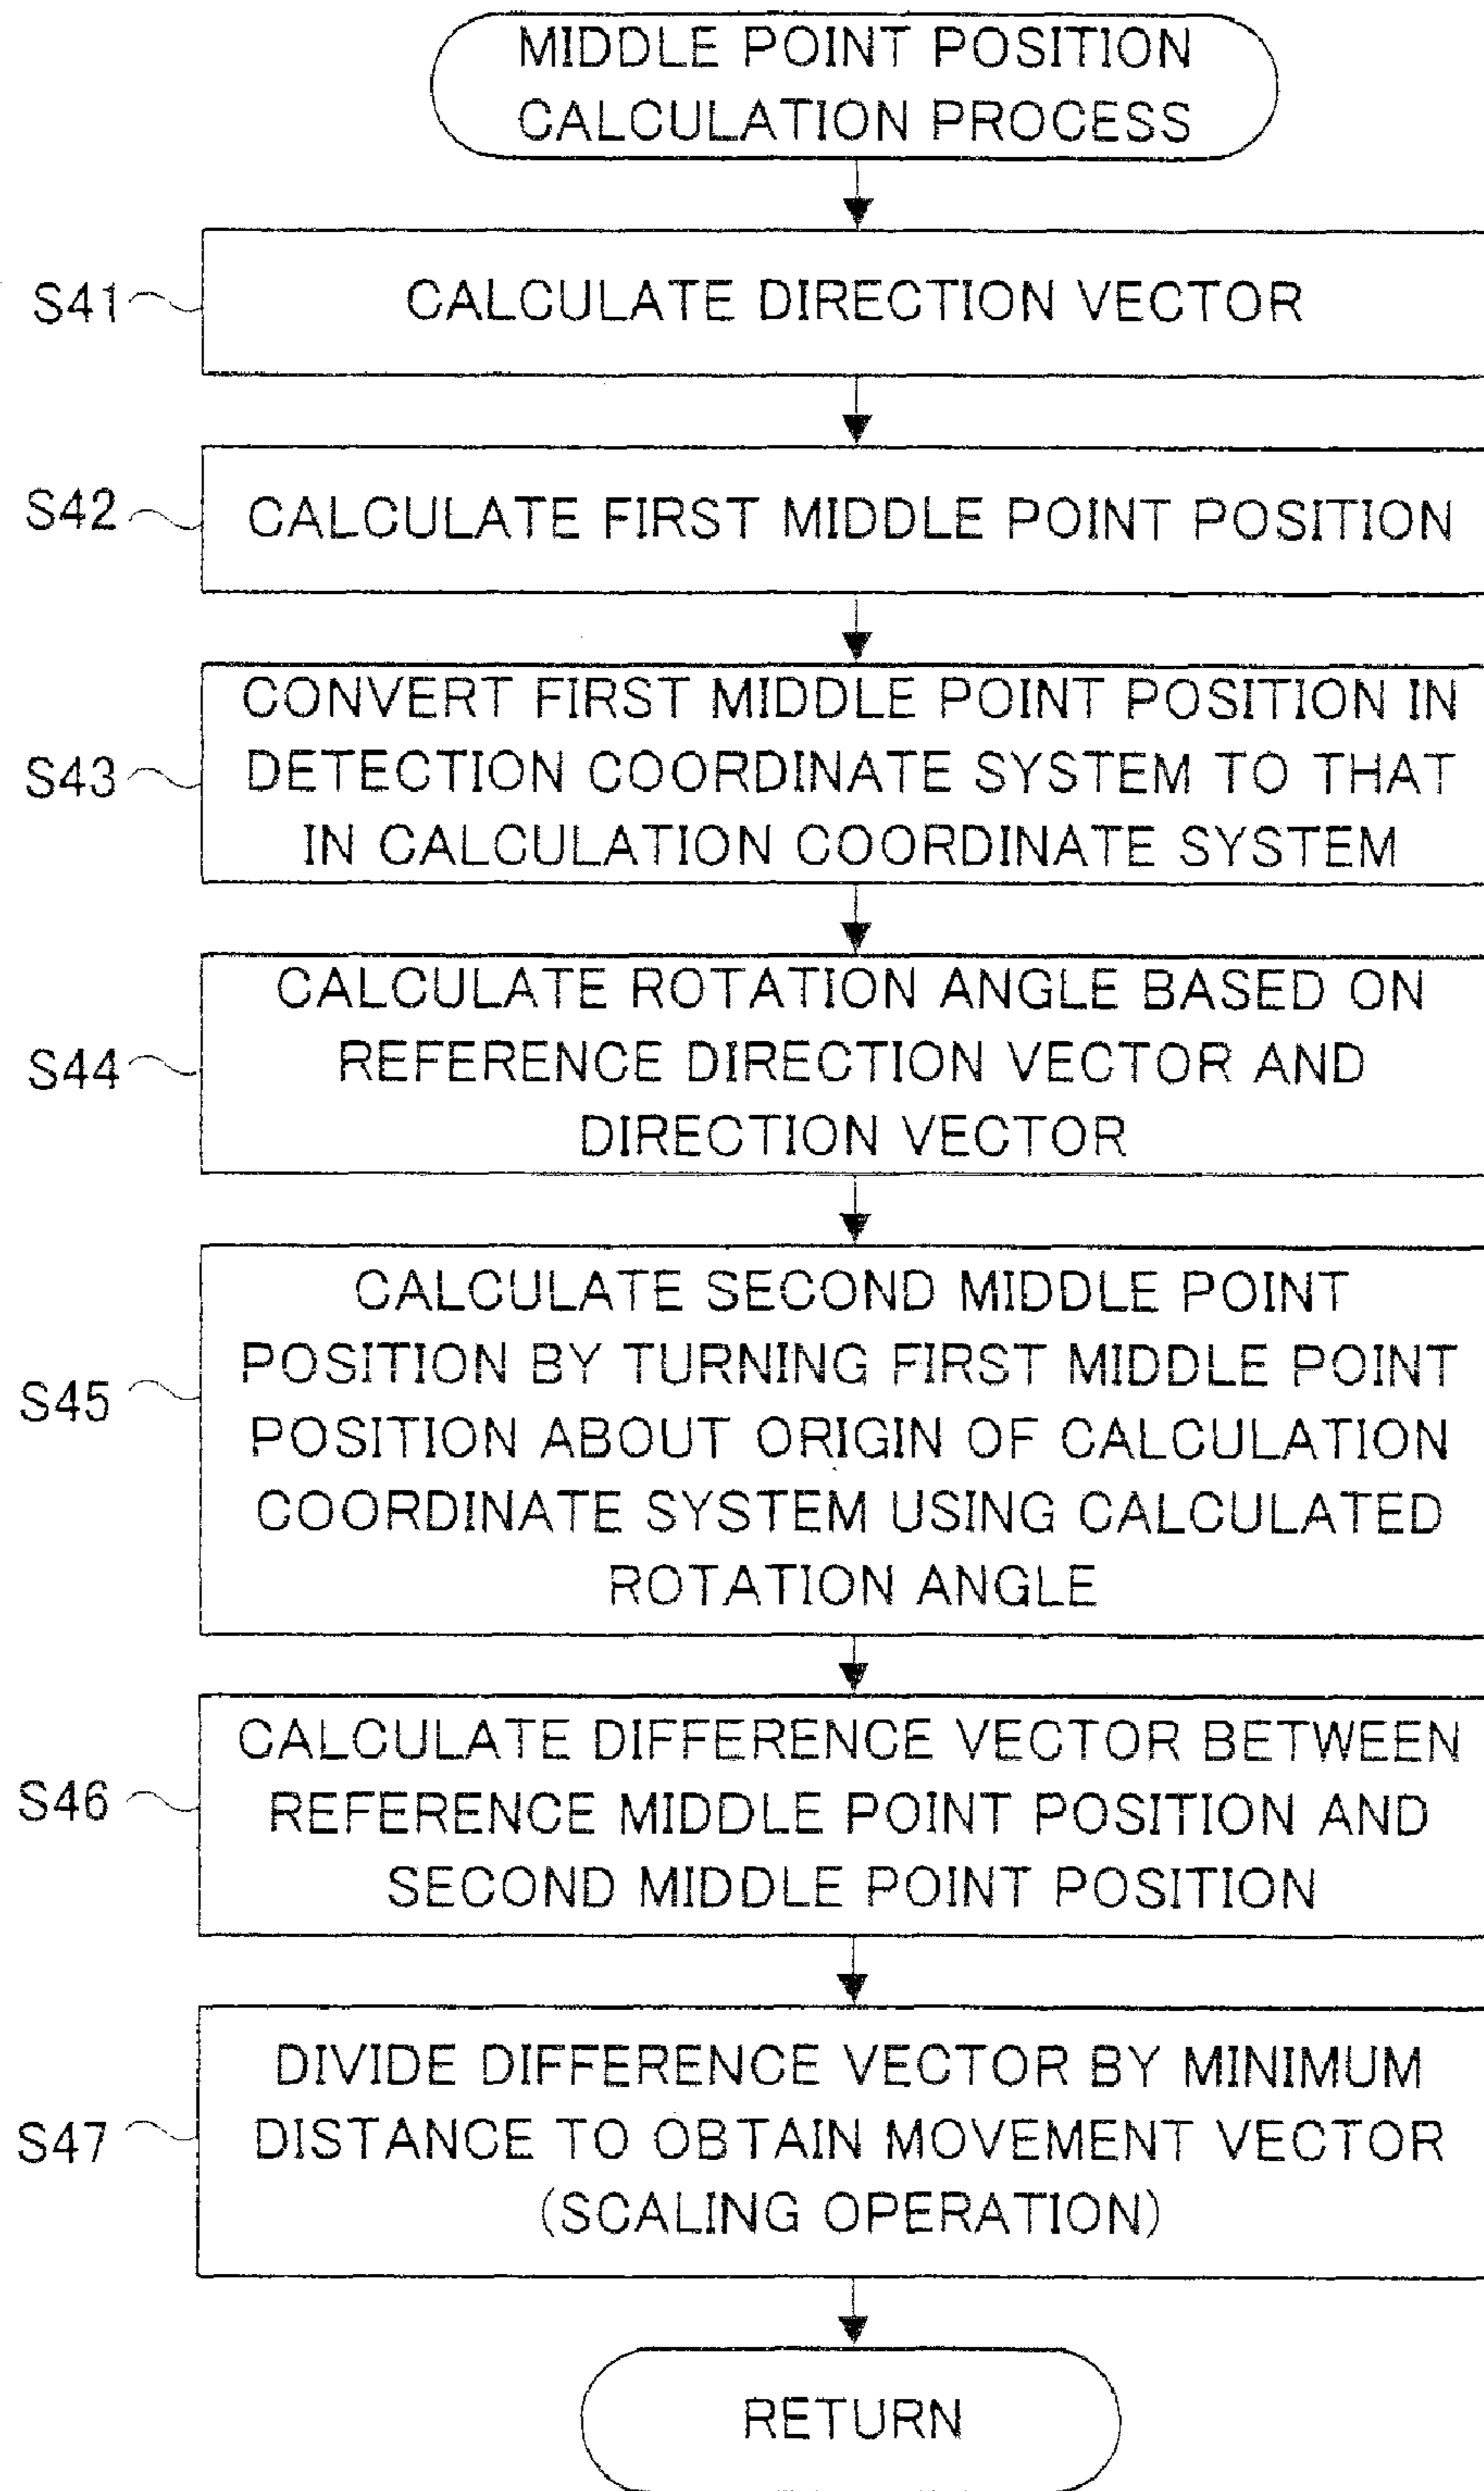 MIDDLE POINT POSITION
CALCULATION PROCESS
S41
CALCULATE DIRECTION VECTOR
S42
CALCULATE FIRST MIDDLE POINT POSITION
S43
CONVERT FIRST MIDDLE POINT POSITION IN
DETECTION COORDINATE SYSTEM TO THAT
IN CALCULATION COORDINATE SYSTEM
S44
CALCULATE ROTATION ANGLE BASED ON
REFERENCE DIRECTION VECTOR AND
DIRECTION VECTOR
S45
CALCULATE SECOND MIDDLE POINT
POSITION BY TURNING FIRST MIDDLE POINT
POSITION ABOUT ORIGIN OF CALCULATION
COORDINATE SYSTEM USING CALCULATED
ROTATION ANGLE
S46
CALCULATE DIFFERENCE VECTOR BETWEEN
REFERENCE MIDDLE POINT POSITION AND
SECOND MIDDLE POINT POSITION
S47
DIVIDE DIFFERENCE VECTOR BY MINIMUM
DISTANCE TO OBTAIN MOVEMENT VECTOR
(SCALING OPERATION)
RETURN